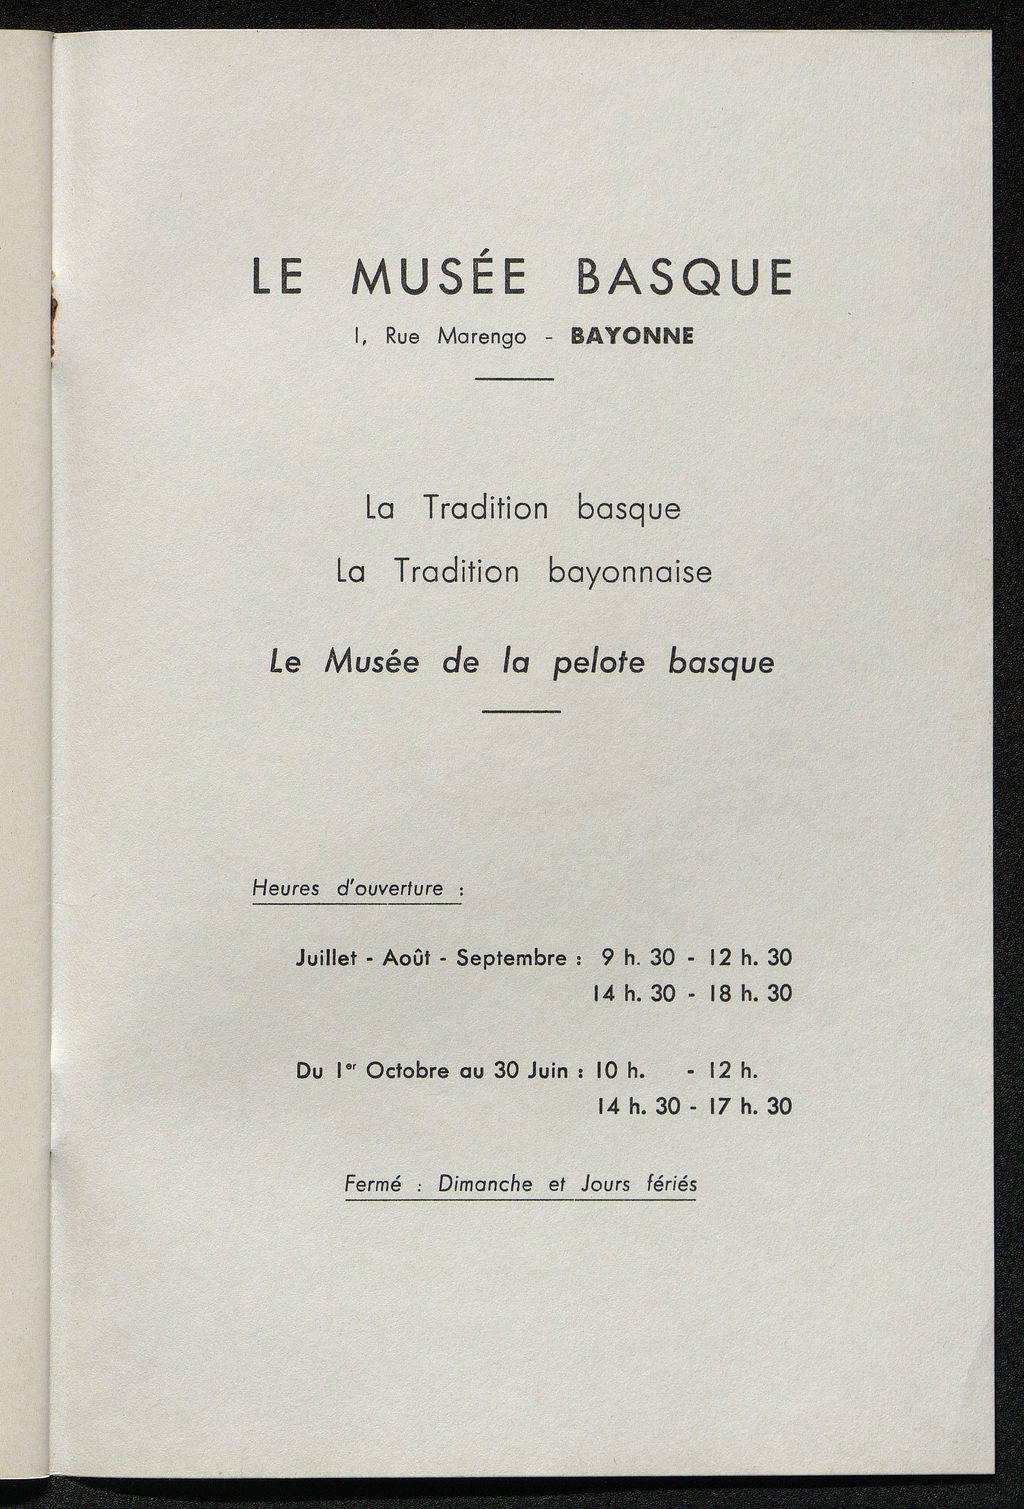 LE MUSÉE BASQUE
1, Rue Marengo - BAYONNE
La Tradition basque
La Tradition bayonnaise
Le Musée de la pelote basque
Heures d'ouverture :
Juillet - Août - Septembre : 9 h. 30 - 12 h. 30
14 h. 30 - 18 h. 30
Du 1er Octobre au 30 Juin : 10 h. - 12 h.
14 h. 30 - 17 h. 30
Fermé : Dimanche et Jours fériés